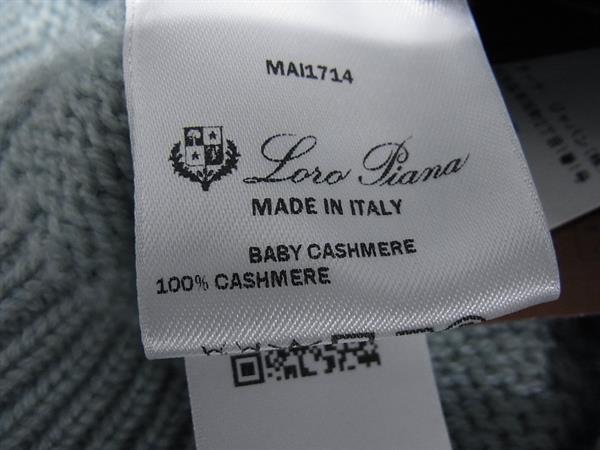 MAI1714
Loro Piana
MADE IN ITALY
BABY CASHMERE
100% CASHMERE